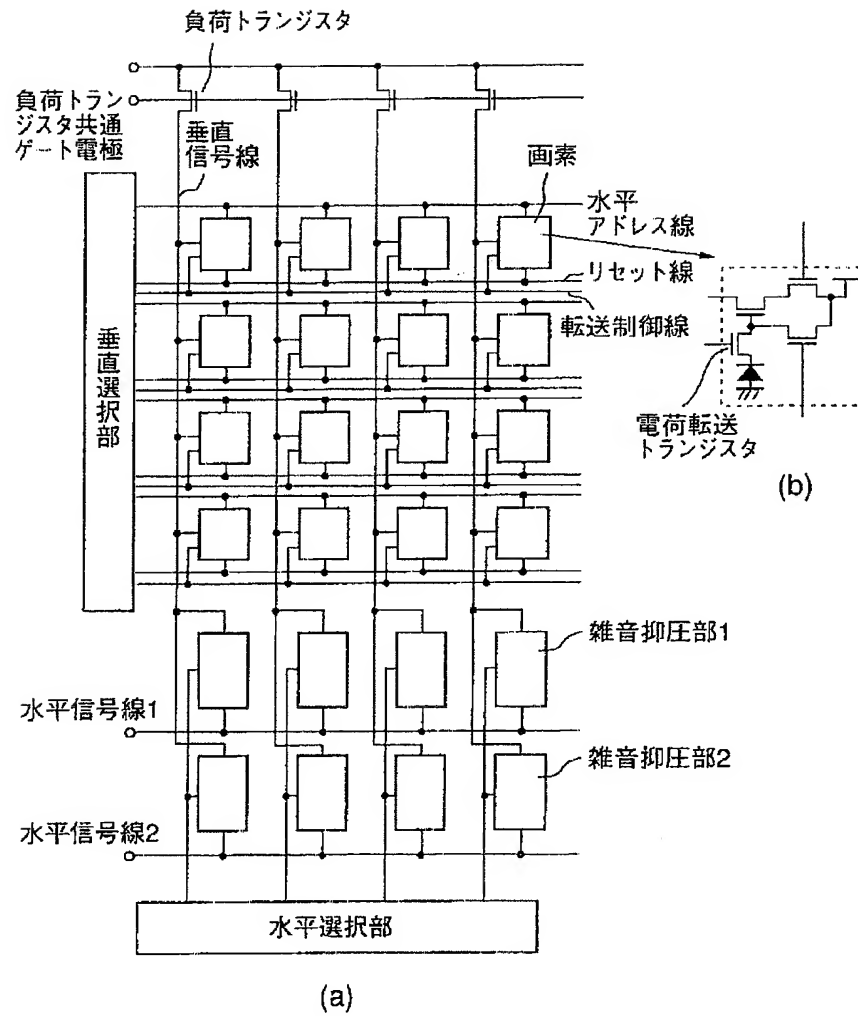 負荷トランジスタ
負荷トラン
ジスタ共通
ゲート電極
垂直
信号線
画素
水平
アドレス線
リセット線
転送制御線
垂直選択部
電荷転送
トランジスタ
(b)
雑音抑圧部1
水平信号線1
雑音抑圧部2
水平信号線2
水平選択部
(a)